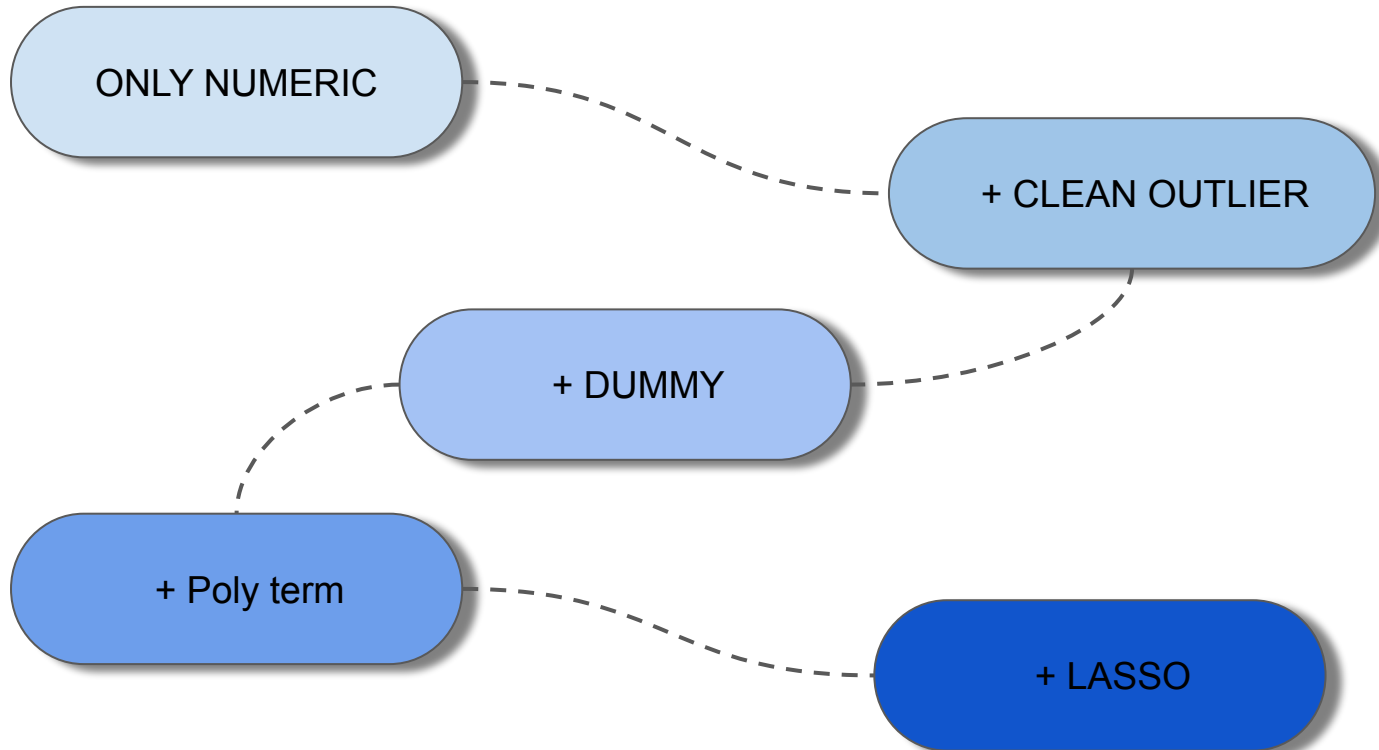 ONLY NUMERIC
+ CLEAN OUTLIER
+ DUMMY
+ Poly term
+ LASSO